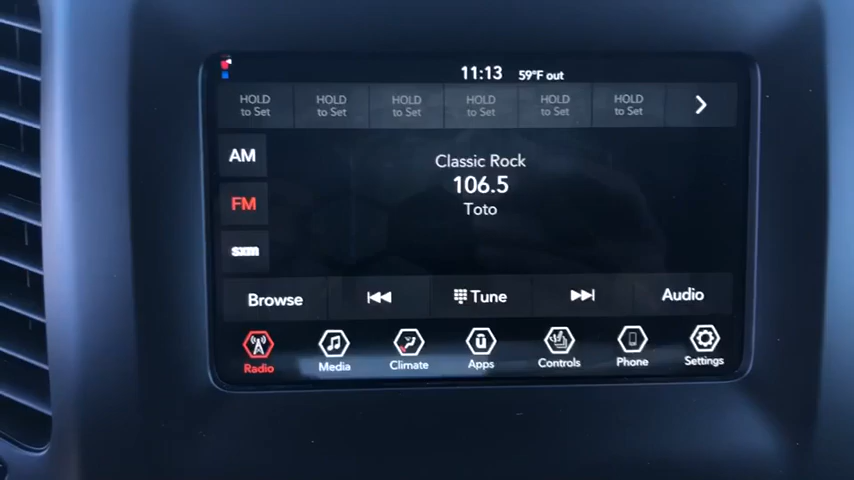 11:13 59°F out
HOLD to Set HOLD to Set HOLD to Set HOLD to Set HOLD to Set HOLD to Set
AM
Classic Rock
106.5
FM
Toto
sxm
Browse Tune Audio
Radio Media Climate Apps Controls Phone Settings